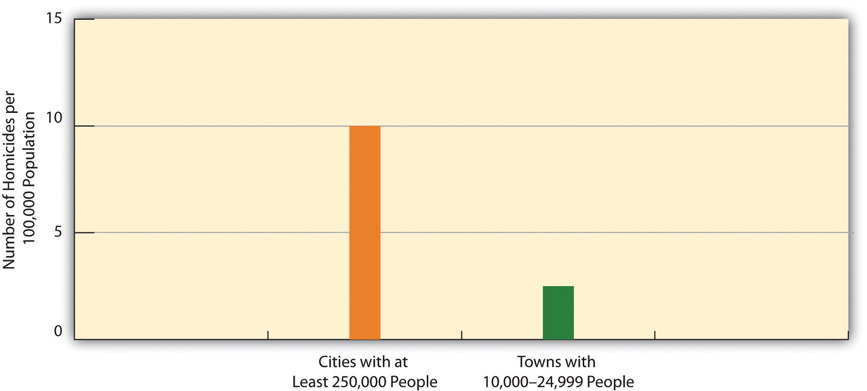 Number of Homicides per
100,000 Population
15
10
5
0
Cities with at
Least 250,000 People
Towns with
10,000–24,999 People